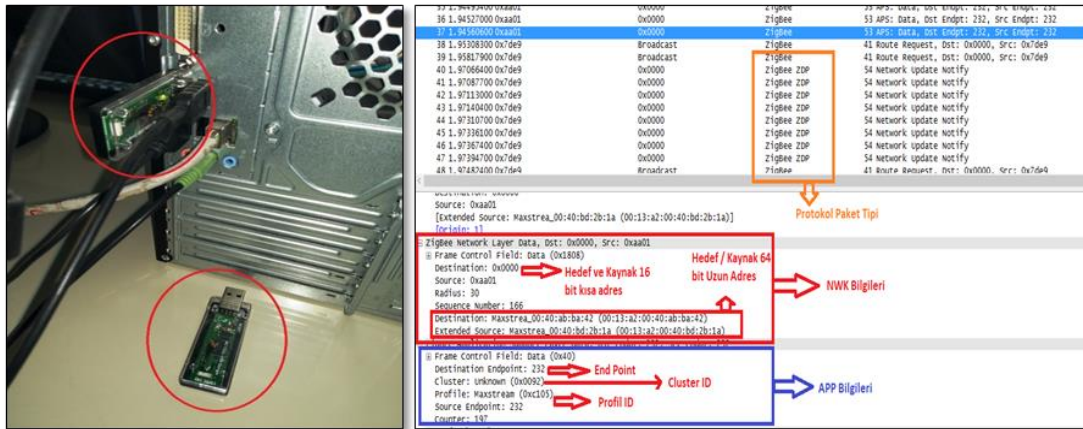 36 1.94527000 0xaa01 0x0000 ZigBee 53 APS: Data, Dst Endpt: 232, Src Endpt: 232
37 1.94560600 0xaa01 0x0000 ZigBee 53 APS: Data, Dst Endpt: 232, Src Endpt: 232
38 1.95308300 0x7de9 Broadcast ZigBee 41 Route Request, Dst: 0x0000, Src: 0x7de9
39 1.95817900 0x7de9 Broadcast ZigBee 41 Route Request, Dst: 0x0000, Src: 0x7de9
40 1.97066400 0x7de9 0x0000 ZigBee ZDP 54 Network Update Notify
41 1.97087700 0x7de9 0x0000 ZigBee ZDP 54 Network Update Notify
42 1.97113000 0x7de9 0x0000 ZigBee ZDP 54 Network Update Notify
43 1.97140400 0x7de9 0x0000 ZigBee ZDP 54 Network Update Notify
44 1.97310700 0x7de9 0x0000 ZigBee ZDP 54 Network Update Notify
45 1.97336100 0x7de9 0x0000 ZigBee ZDP 54 Network Update Notify
46 1.97367400 0x7de9 0x0000 ZigBee ZDP 54 Network Update Notify
47 1.97394700 0x7de9 0x0000 ZigBee ZDP 54 Network Update Notify
48 1.97482400 0x7de9 Broadcast ZigBee 41 Route Request, Dst: 0x0000, Src: 0x7de9
Protokol Paket Tipi
Source: 0xaa01
[Extended Source: Maxstrea_00:40:bd:2b:1a (00:13:a2:00:40:bd:2b:1a)]
[Origin: 1]
ZigBee Network Layer Data, Dst: 0x0000, Src: 0xaa01
Frame Control Field: Data (0x1808)
Destination: 0x0000
Source: 0xaa01
Radius: 30
Sequence Number: 166
Destination: Maxstrea_00:40:ab:ba:42 (00:13:a2:00:40:ab:ba:42)
Extended Source: Maxstrea_00:40:bd:2b:1a (00:13:a2:00:40:bd:2b:1a)
Hedef ve Kaynak 16
bit kısa adres
Hedef / Kaynak 64
bit Uzun Adres
NWK Bilgileri
Frame Control Field: Data (0x40)
Destination Endpoint: 232
Cluster: Unknown (0x0092)
Profile: Maxstream (0xc105)
Source Endpoint: 232
Counter: 197
End Point
Cluster ID
Profil ID
APP Bilgileri